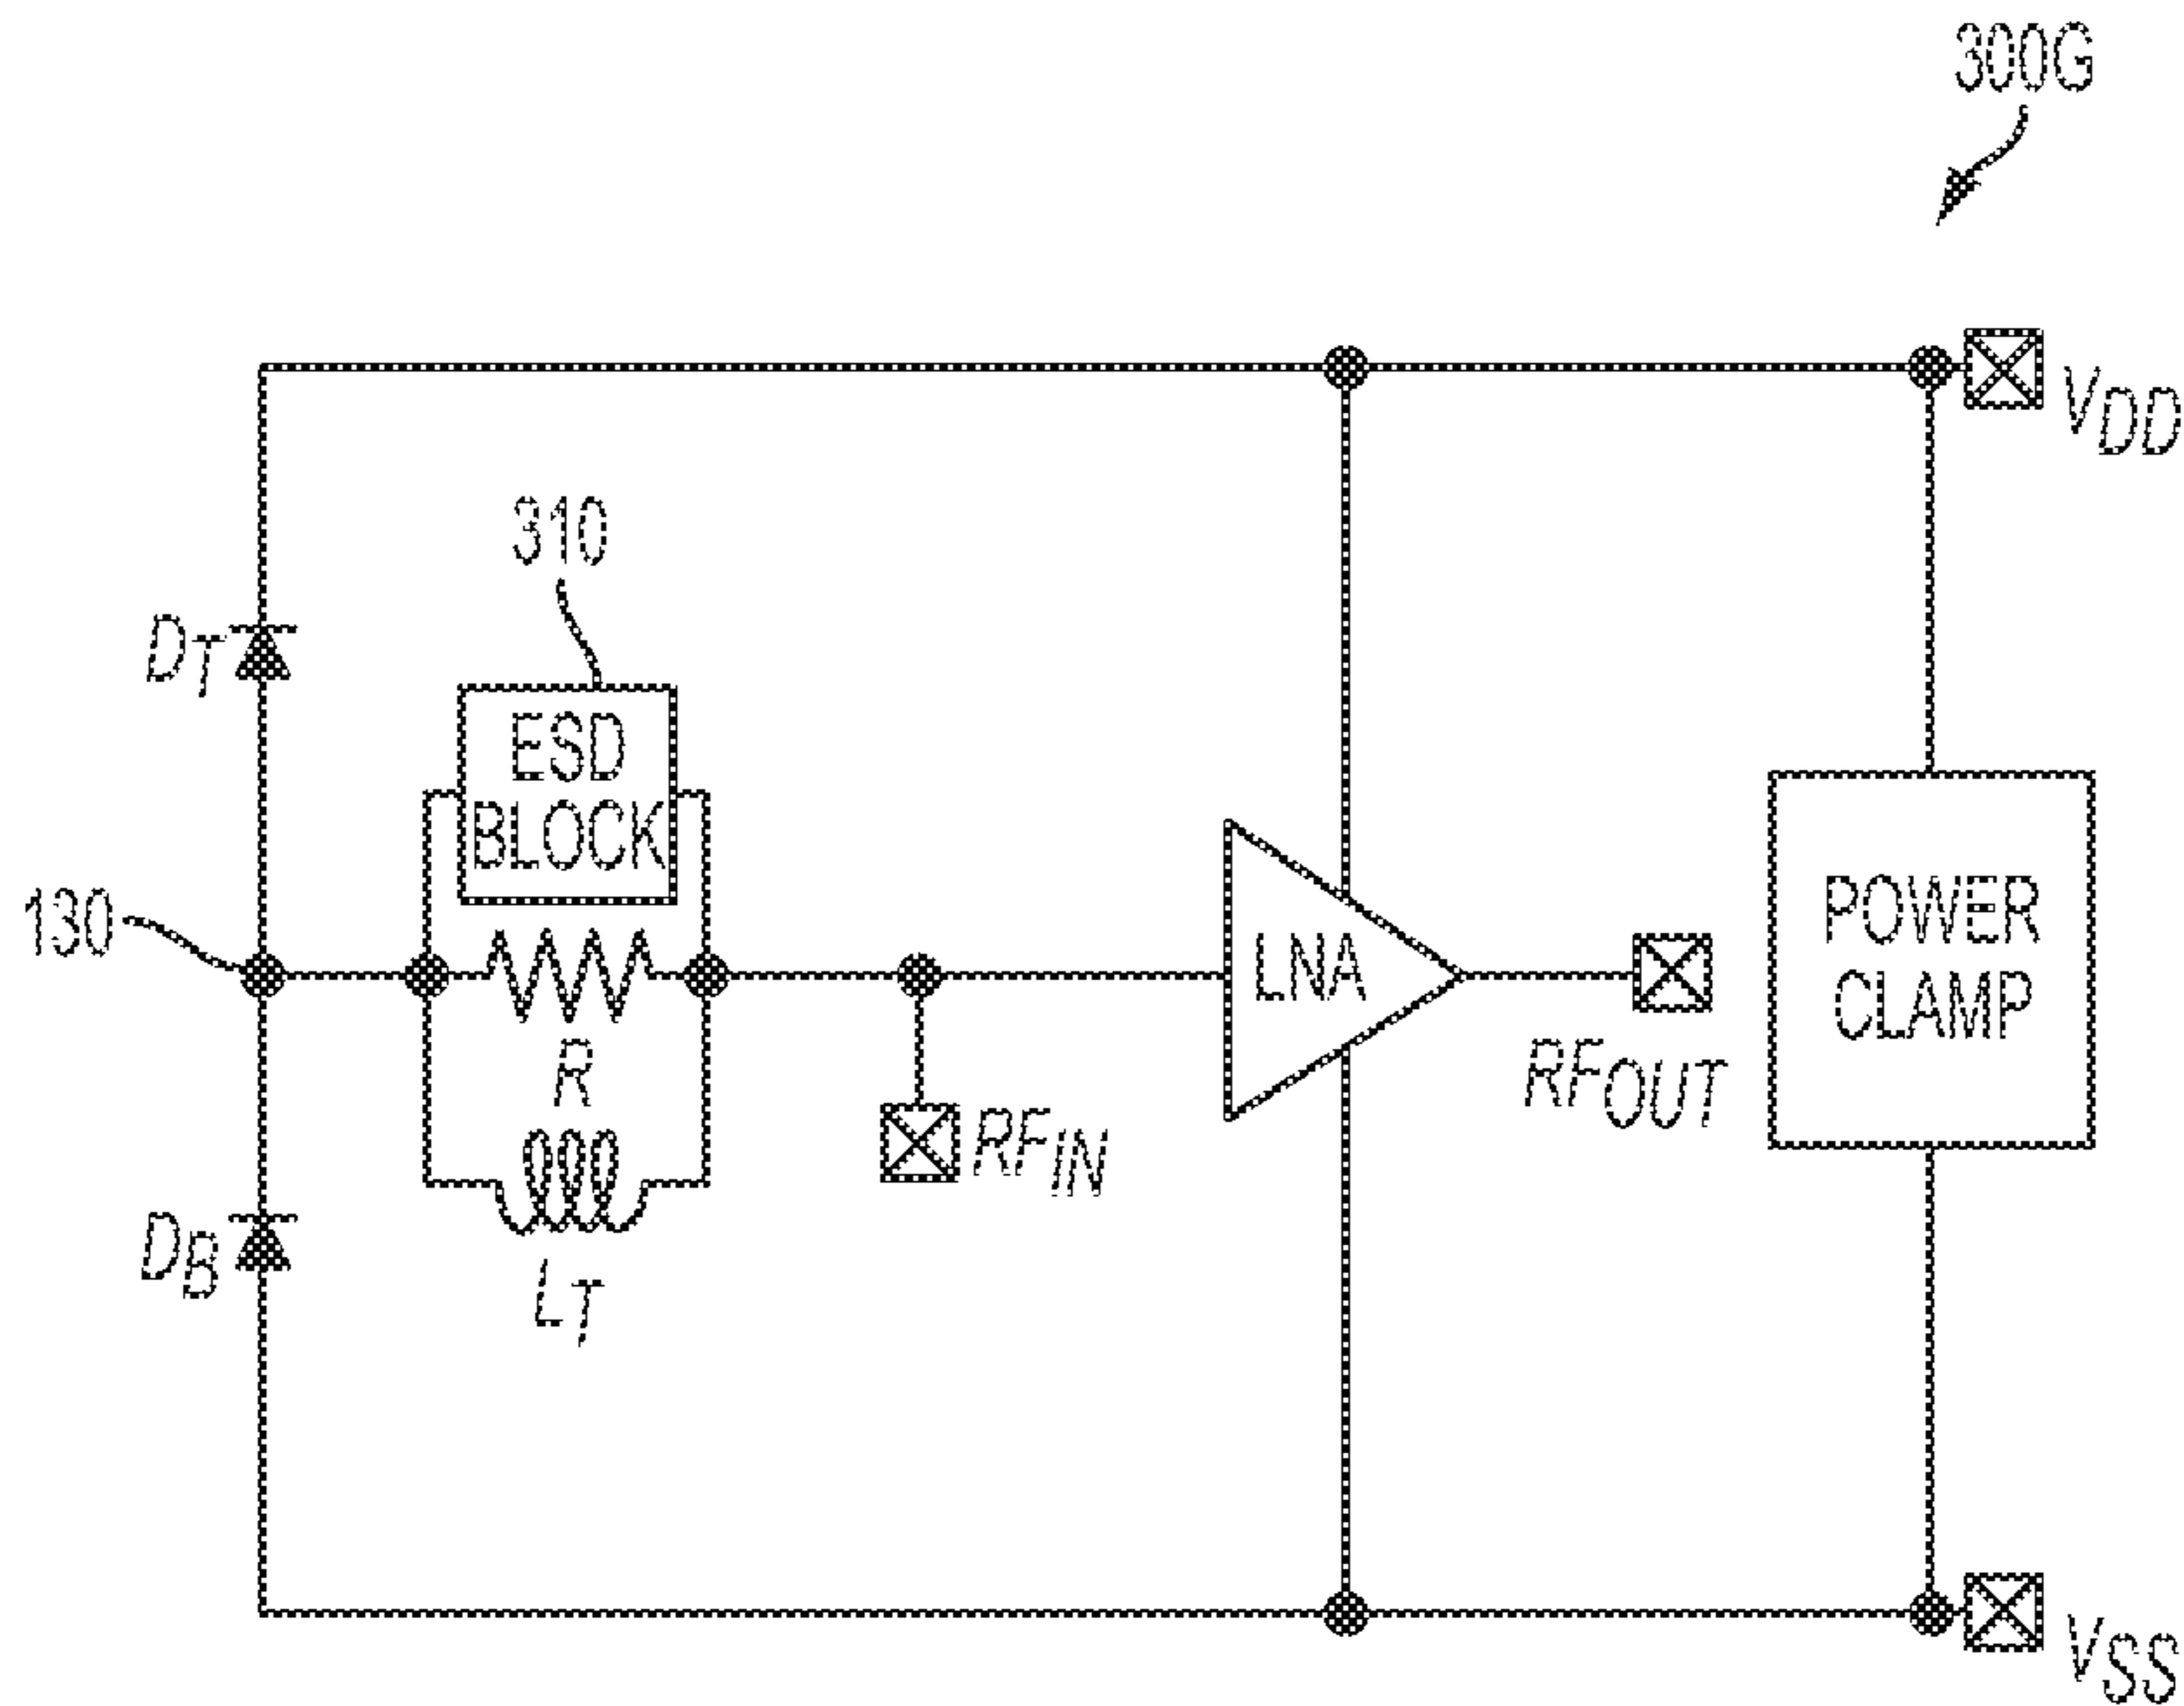 300G
VDD
310
DT
ESD
BLOCK
130
LNA
POWER
CLAMP
R
RFOUT
RFIN
DB
LT
VSS